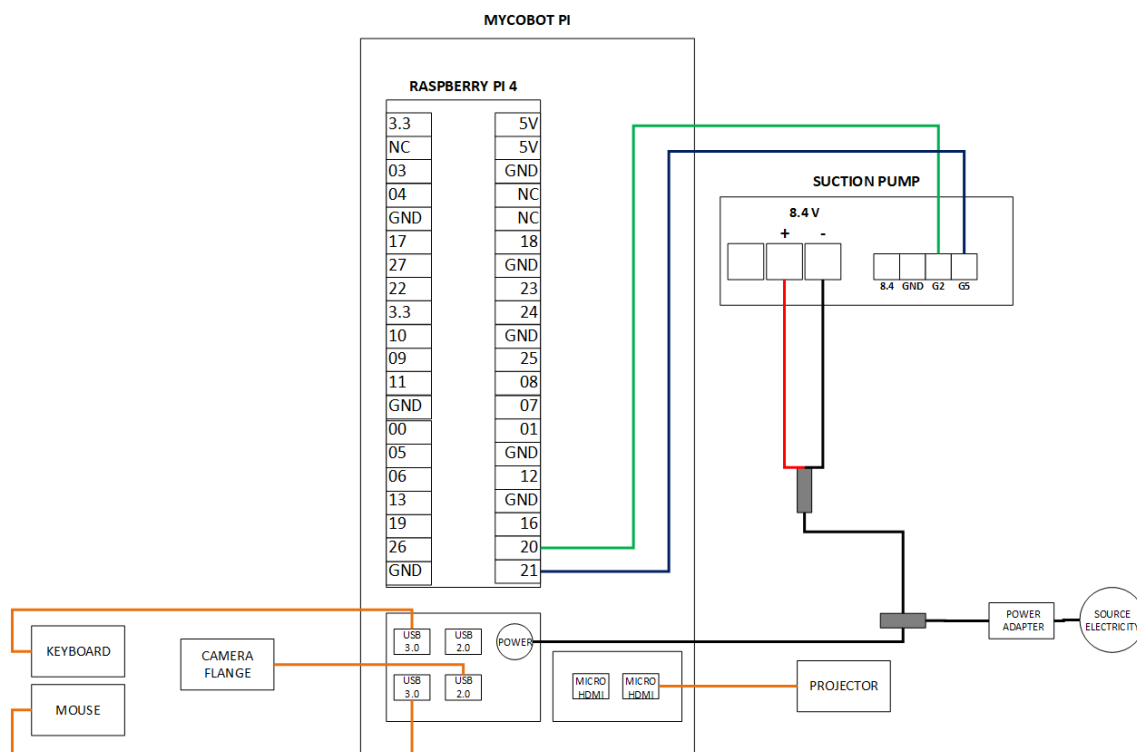 MYCOBOT PI
RASPBERRY PI 4
3.3 5V
NC 5V
03 GND
04 NC
GND NC
17 18
27 GND
22 23
3.3 24
10 GND
09 25
11 08
GND 07
00 01
05 GND
06 12
13 GND
19 16
26 20
GND 21
SUCTION PUMP
8.4 V
+ -
8.4 GND G2 G5
USB
3.0
USB
2.0
POWER
USB
3.0
USB
2.0
MICRO
HDMI
MICRO
HDMI
KEYBOARD
MOUSE
CAMERA
FLANGE
PROJECTOR
POWER
ADAPTER
SOURCE
ELECTRICITY